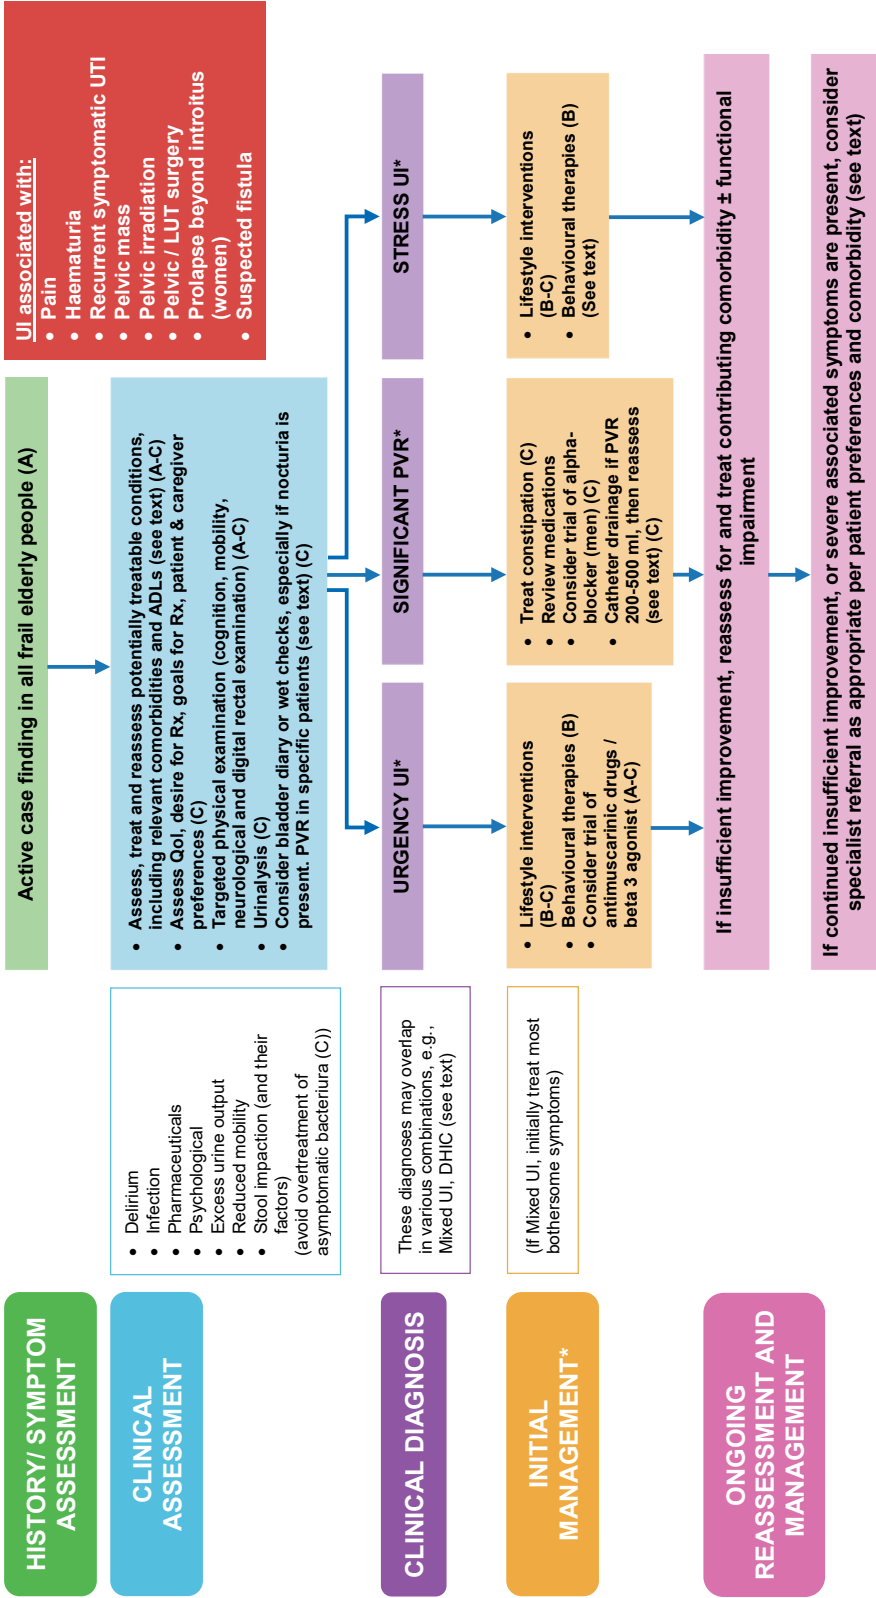 HISTORY/ SYMPTOM
ASSESSMENT
Active case finding in all frail elderly people (A)
UI associated with:
• Pain
• Haematuria
• Recurrent symptomatic UTI
• Pelvic mass
• Pelvic irradiation
• Pelvic / LUT surgery
• Prolapse beyond introitus
(women)
• Suspected fistula
CLINICAL
ASSESSMENT
• Delirium
• Infection
• Pharmaceuticals
• Psychological
• Excess urine output
• Reduced mobility
• Stool impaction (and their
factors)
(avoid overtreatment of
asymptomatic bacteriura (C))
• Assess, treat and reassess potentially treatable conditions,
including relevant comorbidities and ADLs (see text) (A-C)
• Assess QoI, desire for Rx, goals for Rx, patient & caregiver
preferences (C)
• Targeted physical examination (cognition, mobility,
neurological and digital rectal examination) (A-C)
• Urinalysis (C)
• Consider bladder diary or wet checks, especially if nocturia is
present. PVR in specific patients (see text) (C)
CLINICAL DIAGNOSIS
These diagnoses may overlap
in various combinations, e.g.,
Mixed UI, DHIC (see text)
URGENCY UI*
SIGNIFICANT PVR*
STRESS UI*
INITIAL
MANAGEMENT*
(If Mixed UI, initially treat most
bothersome symptoms)
• Lifestyle interventions
(B-C)
• Behavioural therapies (B)
• Consider trial of
antimuscarinic drugs /
beta 3 agonist (A-C)
• Treat constipation (C)
• Review medications
• Consider trial of alpha-
blocker (men) (C)
• Catheter drainage if PVR
200-500 ml, then reassess
(see text) (C)
• Lifestyle interventions
(B-C)
• Behavioural therapies (B)
(See text)
ONGOING
REASSESSMENT AND
MANAGEMENT
If insufficient improvement, reassess for and treat contributing comorbidity ± functional
impairment
If continued insufficient improvement, or severe associated symptoms are present, consider
specialist referral as appropriate per patient preferences and comorbidity (see text)